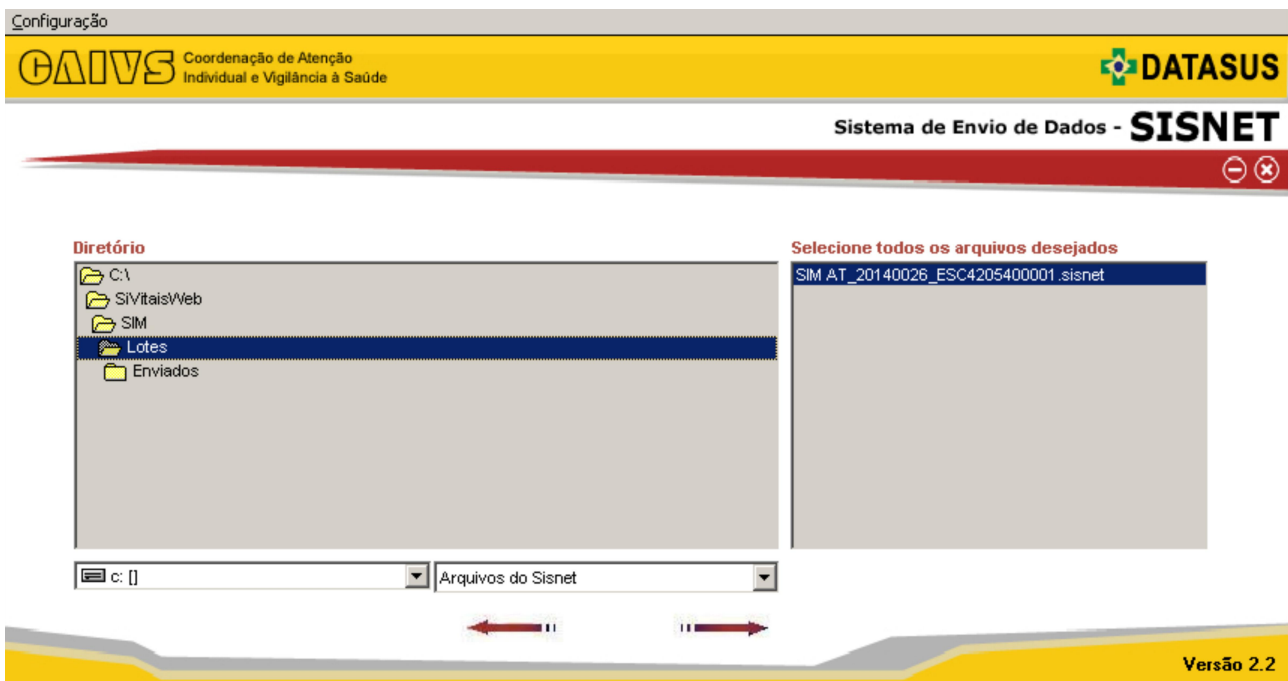 Configuração
CAIVS Coordenação de Atenção
Individual e Vigilância à Saúde
DATASUS
Sistema de Envio de Dados - SISNET
Diretório
C:\
SiVitaisWeb
SIM
Lotes
Enviados
Selecione todos os arquivos desejados
SIM AT_20140026_ESC4205400001.sisnet
c: []
Arquivos do Sisnet
Versão 2.2